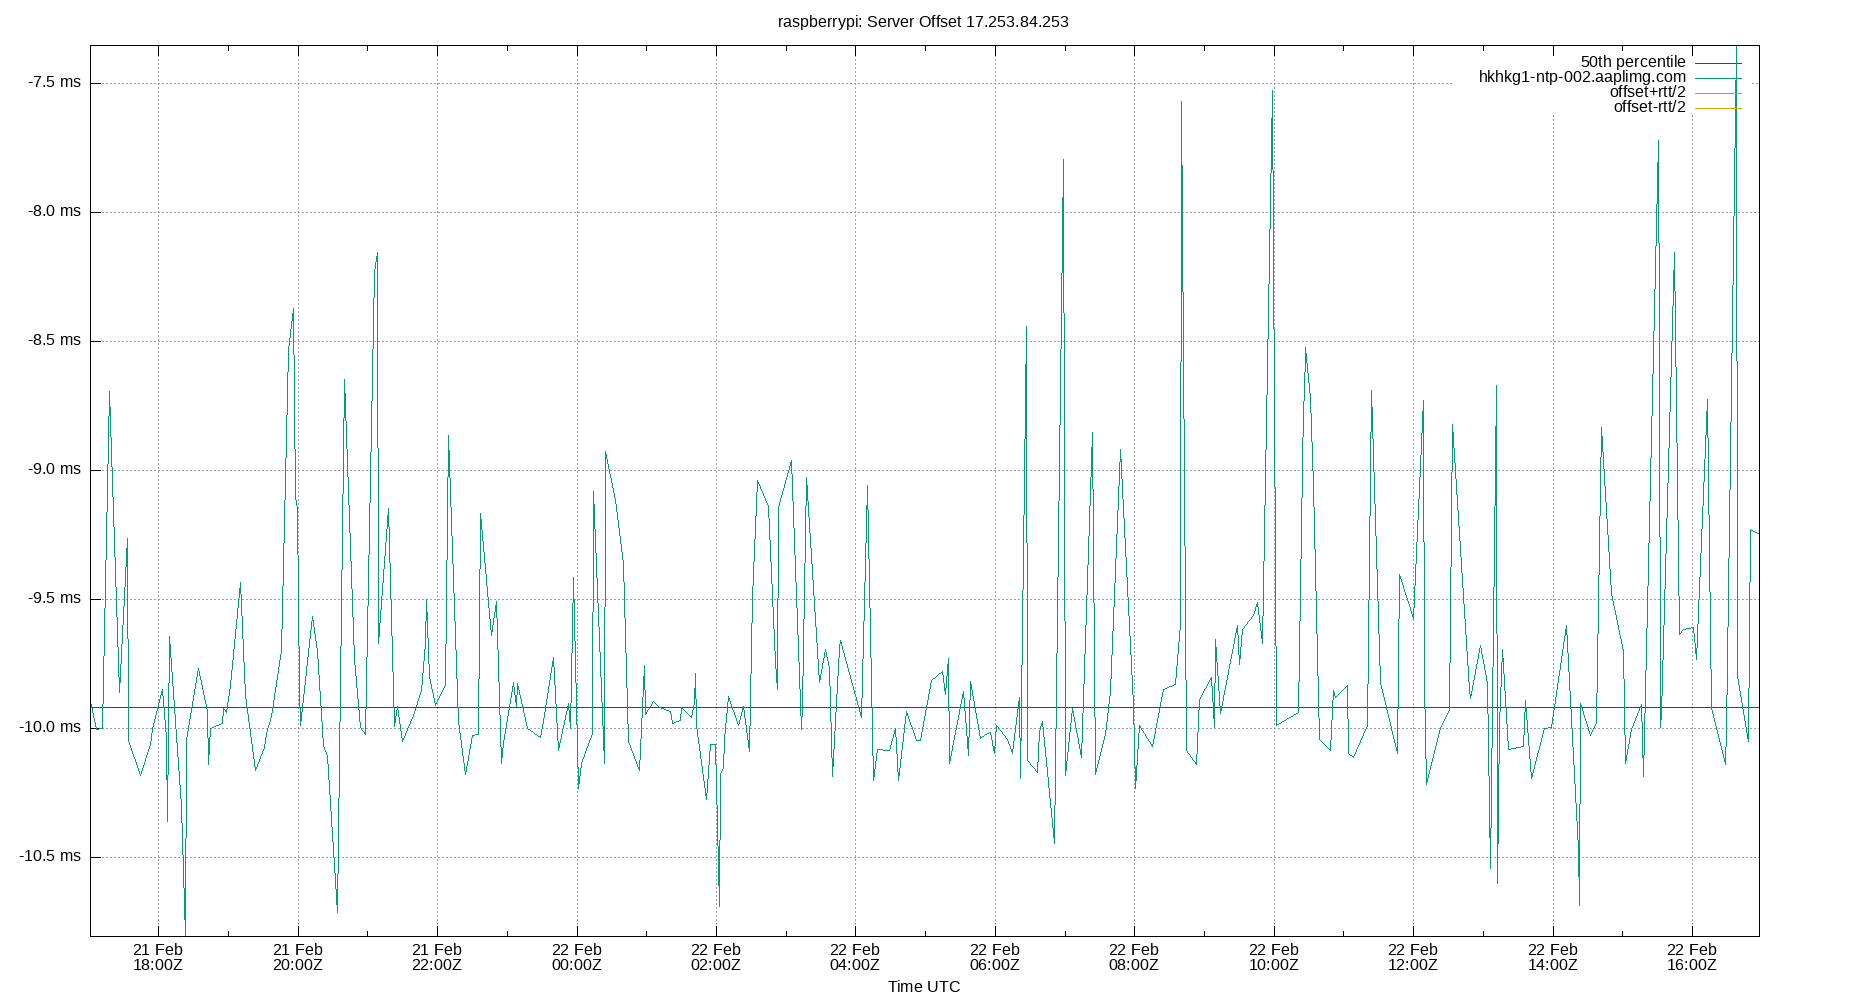 raspberrypi: Server Offset 17.253.84.253
50th percentile
hkhkg1-ntp-002.aaplimg.com
offset+rtt/2
offset-rtt/2
-7.5 ms
-8.0 ms
-8.5 ms
-9.0 ms
-9.5 ms
-10.0 ms
-10.5 ms
21 Feb 21 Feb 21 Feb 22 Feb 22 Feb 22 Feb 22 Feb 22 Feb 22 Feb 22 Feb 22 Feb 22 Feb
18:00Z 20:00Z 22:00Z 00:00Z 02:00Z 04:00Z 06:00Z 08:00Z 10:00Z 12:00Z 14:00Z 16:00Z
Time UTC